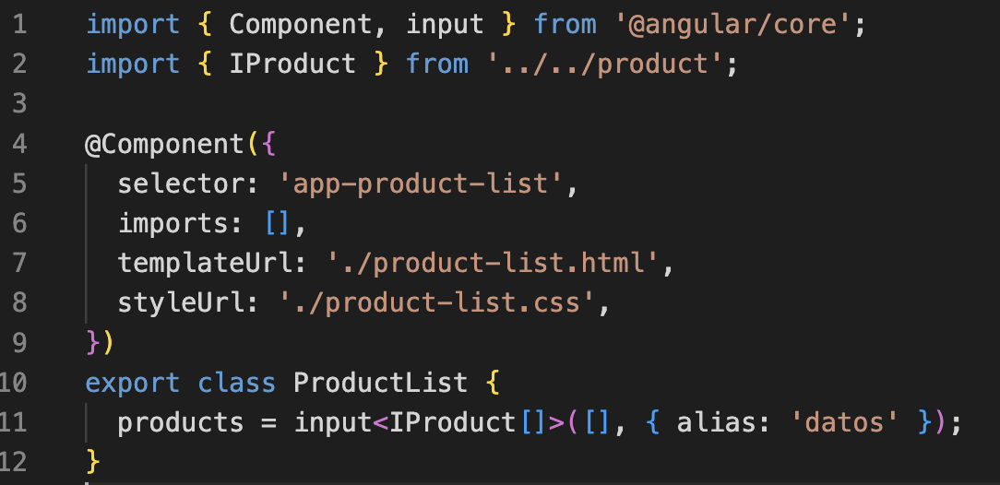 1 import { Component, input } from '@angular/core';
2 import { IProduct } from '../../product';
3
4 @Component({
5   selector: 'app-product-list',
6   imports: [],
7   templateUrl: './product-list.html',
8   styleUrl: './product-list.css',
9 })
10 export class ProductList {
11   products = input<IProduct[]>([], { alias: 'datos' });
12 }